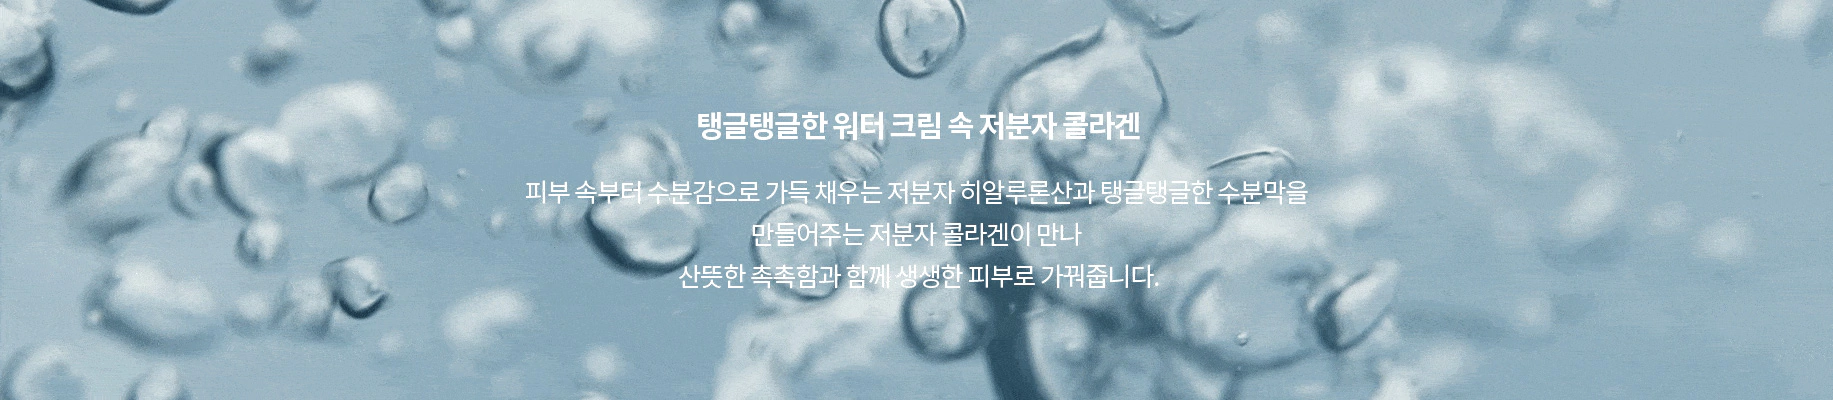 탱글탱글한 워터 크림 속 저분자 콜라겐
피부 속부터 수분감으로 가득 채우는 저분자 히알루론산과 탱글탱글한 수분막을
만들어주는 저분자 콜라겐이 만나
산뜻한 촉촉함과 함께 생생한 피부로 가꿔줍니다.